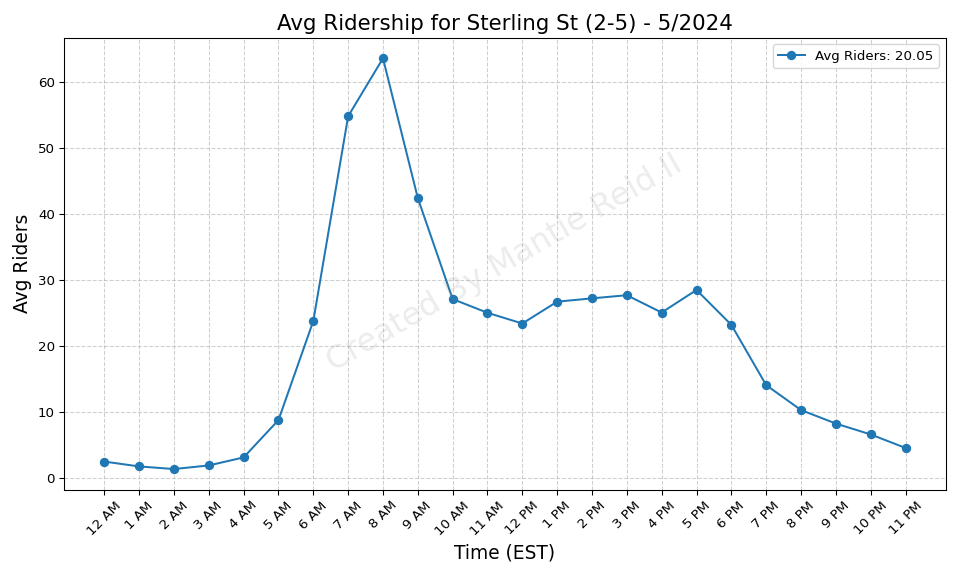 Avg Ridership for Sterling St (2-5) - 5/2024
Avg Riders: 20.05
Avg Riders
60
50
40
30
20
10
0
Created By Mantie Reid II
12 AM
1 AM
2 AM
3 AM
4 AM
5 AM
6 AM
7 AM
8 AM
9 AM
10 AM
11 AM
12 PM
1 PM
2 PM
3 PM
4 PM
5 PM
6 PM
7 PM
8 PM
9 PM
10 PM
11 PM
Time (EST)